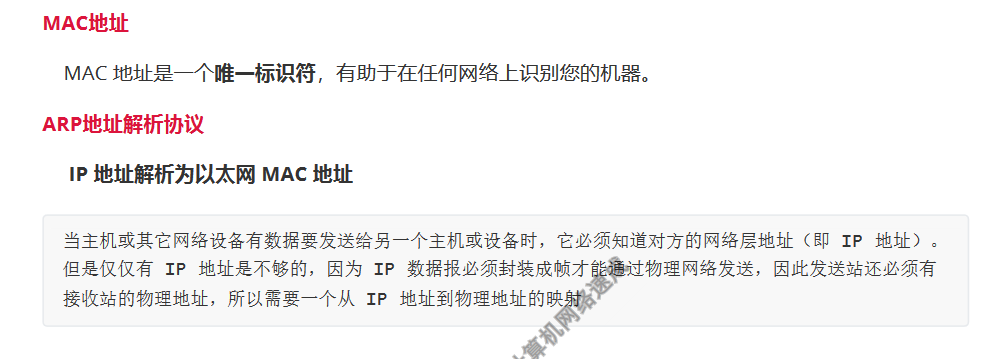 MAC地址
MAC 地址是一个唯一标识符，有助于在任何网络上识别您的机器。
ARP地址解析协议
IP 地址解析为以太网 MAC 地址
当主机或其它网络设备有数据要发送给另一个主机或设备时，它必须知道对方的网络层地址（即 IP 地址）。
但是仅仅有 IP 地址是不够的，因为 IP 数据报必须封装成帧才能通过物理网络发送，因此发送站还必须有
接收站的物理地址，所以需要一个从 IP 地址到物理地址的映射
算机网络速